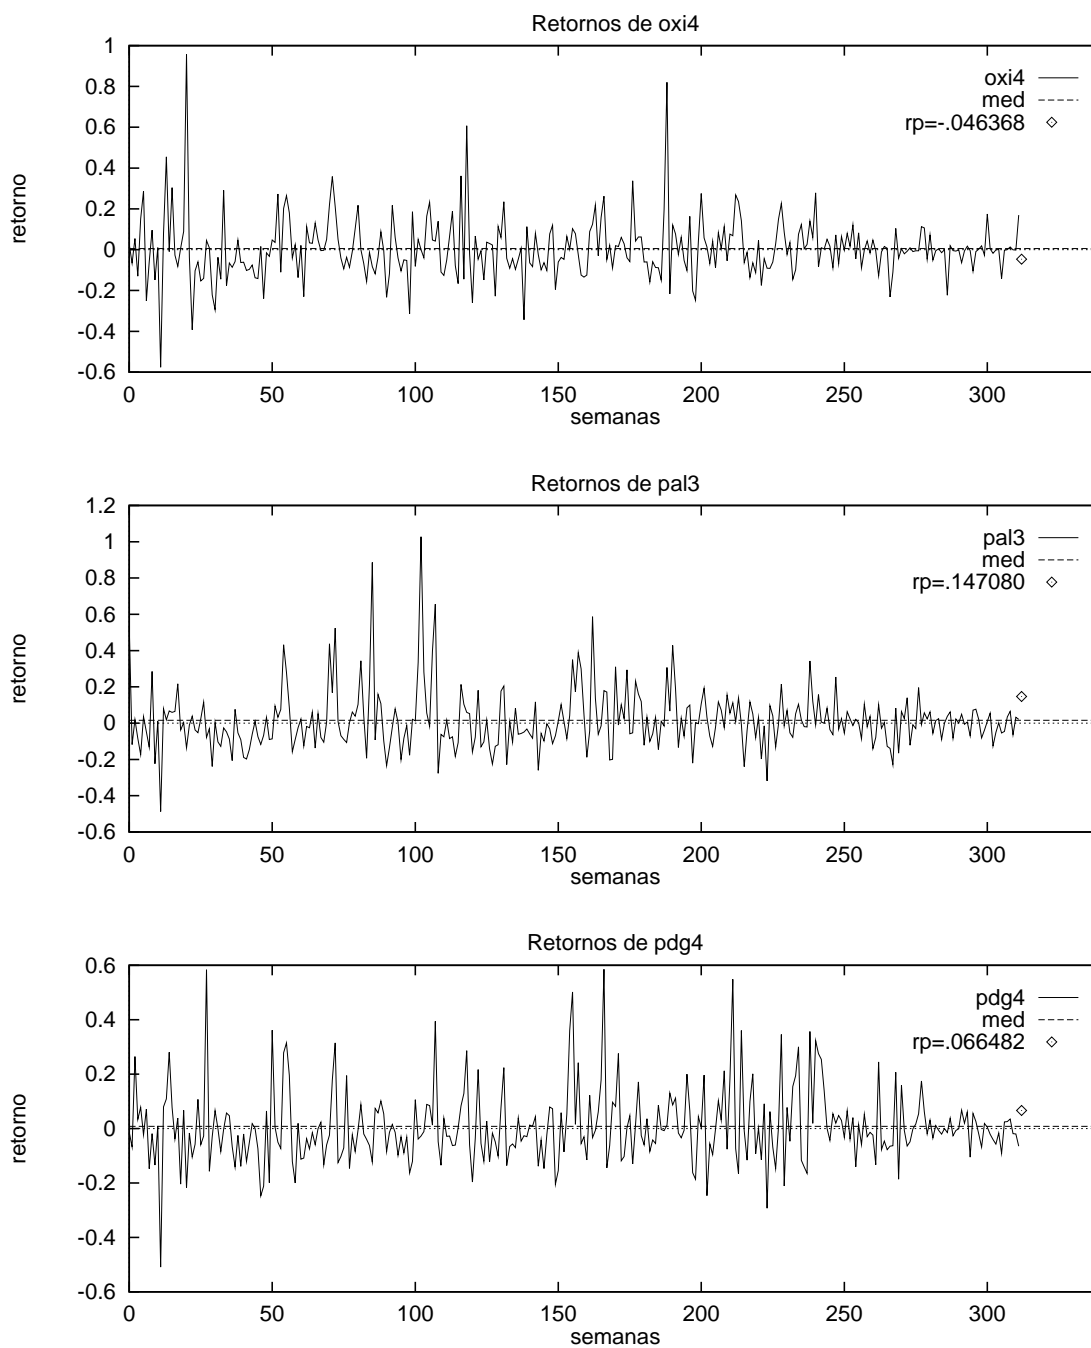 Retornos de oxi4
1
0.8
0.6
0.4
0.2
0
-0.2
-0.4
-0.6
retorno
oxi4
med
rp=-.046368
0 50 100 150 200 250 300
semanas
Retornos de pal3
1.2
1
0.8
0.6
0.4
0.2
0
-0.2
-0.4
-0.6
retorno
pal3
med
rp=.147080
0 50 100 150 200 250 300
semanas
Retornos de pdg4
0.6
0.4
0.2
0
-0.2
-0.4
-0.6
retorno
pdg4
med
rp=.066482
0 50 100 150 200 250 300
semanas